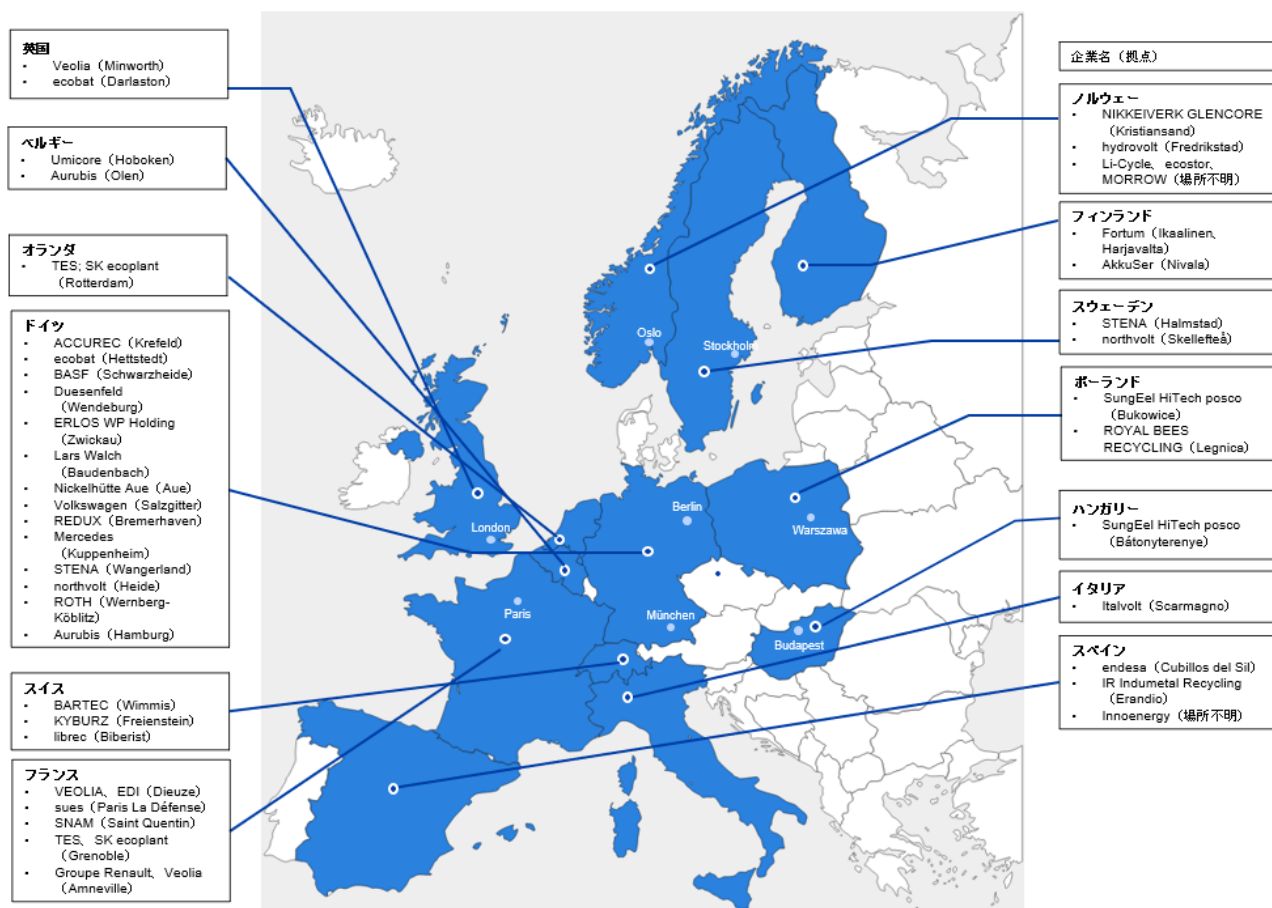 英国
• Veolia（Minworth）
• ecobat（Darlaston）
ベルギー
• Umicore（Hoboken）
• Aurubis（Olen）
オランダ
• TES; SK ecoplant
（Rotterdam）
ドイツ
• ACCUREC（Krefeld）
• ecobat（Hettstedt）
• BASF（Schwarzheide）
• Duesenfeld
（Wendeburg）
• ERLOS WP Holding
（Zwickau）
• Lars Walch
（Baudenbach）
• Nickelhütte Aue（Aue）
• Volkswagen（Salzgitter）
• REDUX（Bremerhaven）
• Mercedes
（Kuppenheim）
• STENA（Wangerland）
• northvolt（Heide）
• ROTH（Wernberg-
Köblitz）
• Aurubis（Hamburg）
スイス
• BARTEC（Wimmis）
• KYBURZ（Freienstein）
• librec（Biberist）
フランス
• VEOLIA、EDI（Dieuze）
• sues（Paris La Défense）
• SNAM（Saint Quentin）
• TES、SK ecoplant
（Grenoble）
• Groupe Renault、Veolia
（Amneville）
Oslo
Stockholm
London
Berlin
Warszawa
Paris
München
Budapest
企業名（拠点）
ノルウェー
• NIKKEIVERK GLENCORE
（Kristiansand）
• hydrovolt（Fredrikstad）
• Li-Cycle、ecostor、
MORROW（場所不明）
フィンランド
• Fortum（Ikaalinen、
Harjavalta）
• AkkuSer（Nivala）
スウェーデン
• STENA（Halmstad）
• northvolt（Skellefteå）
ポーランド
• SungEel HiTech posco
（Bukowice）
• ROYAL BEES
RECYCLING（Legnica）
ハンガリー
• SungEel HiTech posco
（Bátonyterenye）
イタリア
• Italvolt（Scarmagno）
スペイン
• endesa（Cubillos del Sil）
• IR Indumetal Recycling
（Erandio）
• Innoenergy（場所不明）